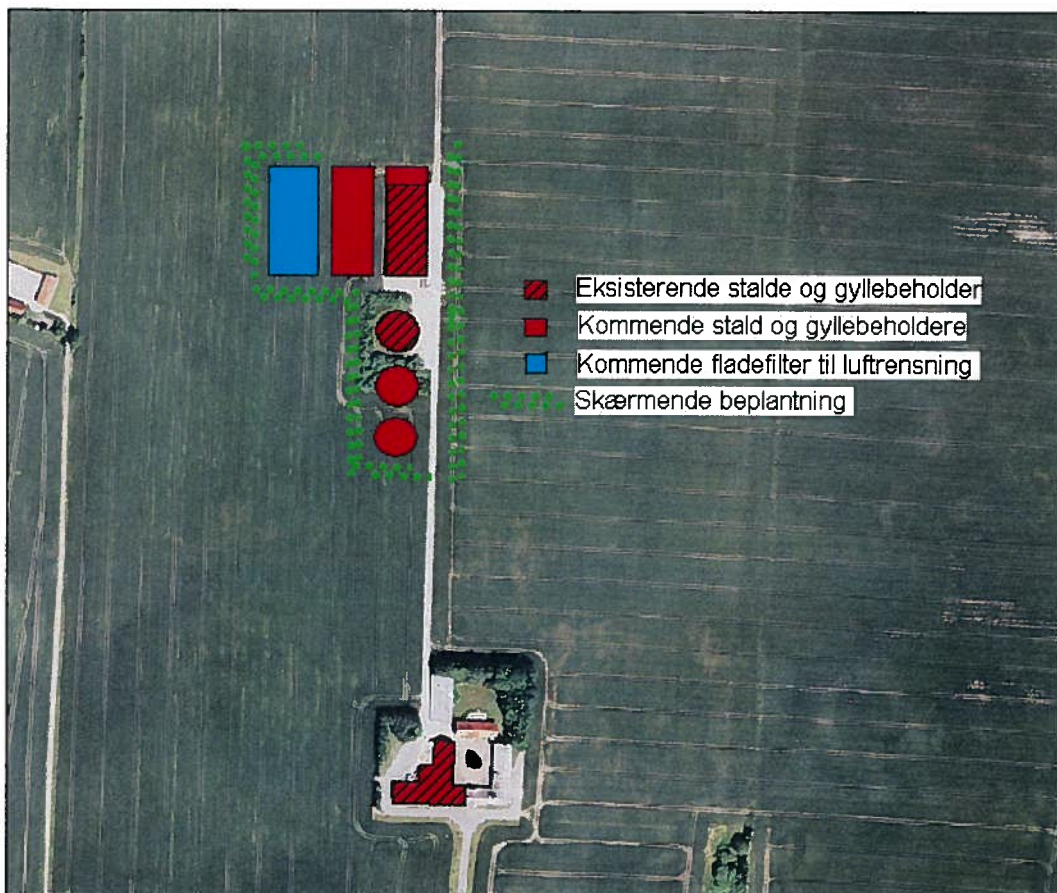 Eksisterende stalde og gyllebeholder
Kommende stald og gyllebeholdere
Kommende fladefilter til luftrensning
Skærmende beplantning